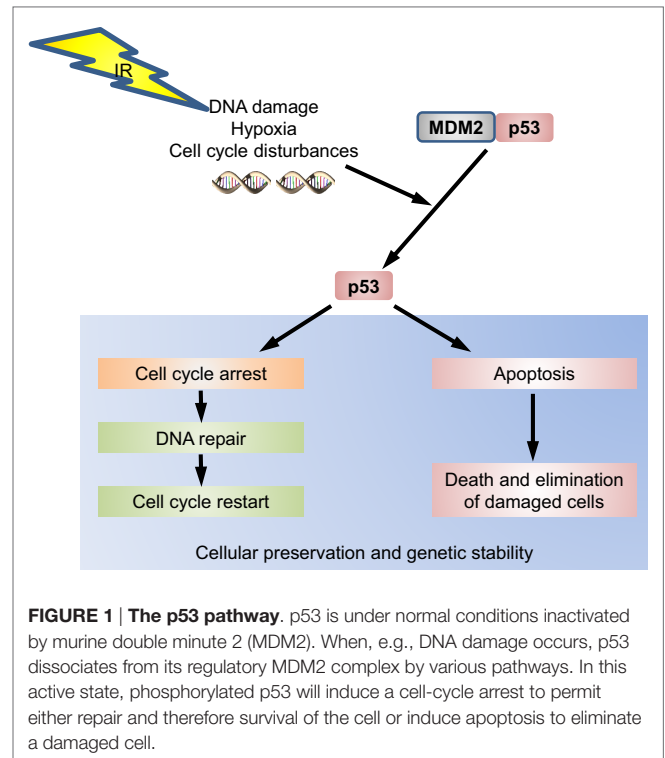 IR
DNA damage
Hypoxia
Cell cycle disturbances
MDM2 p53
p53
Cell cycle arrest
Apoptosis
DNA repair
Cell cycle restart
Death and elimination
of damaged cells
Cellular preservation and genetic stability
FIGURE 1 | The p53 pathway. p53 is under normal conditions inactivated
by murine double minute 2 (MDM2). When, e.g., DNA damage occurs, p53
dissociates from its regulatory MDM2 complex by various pathways. In this
active state, phosphorylated p53 will induce a cell-cycle arrest to permit
either repair and therefore survival of the cell or induce apoptosis to eliminate
a damaged cell.